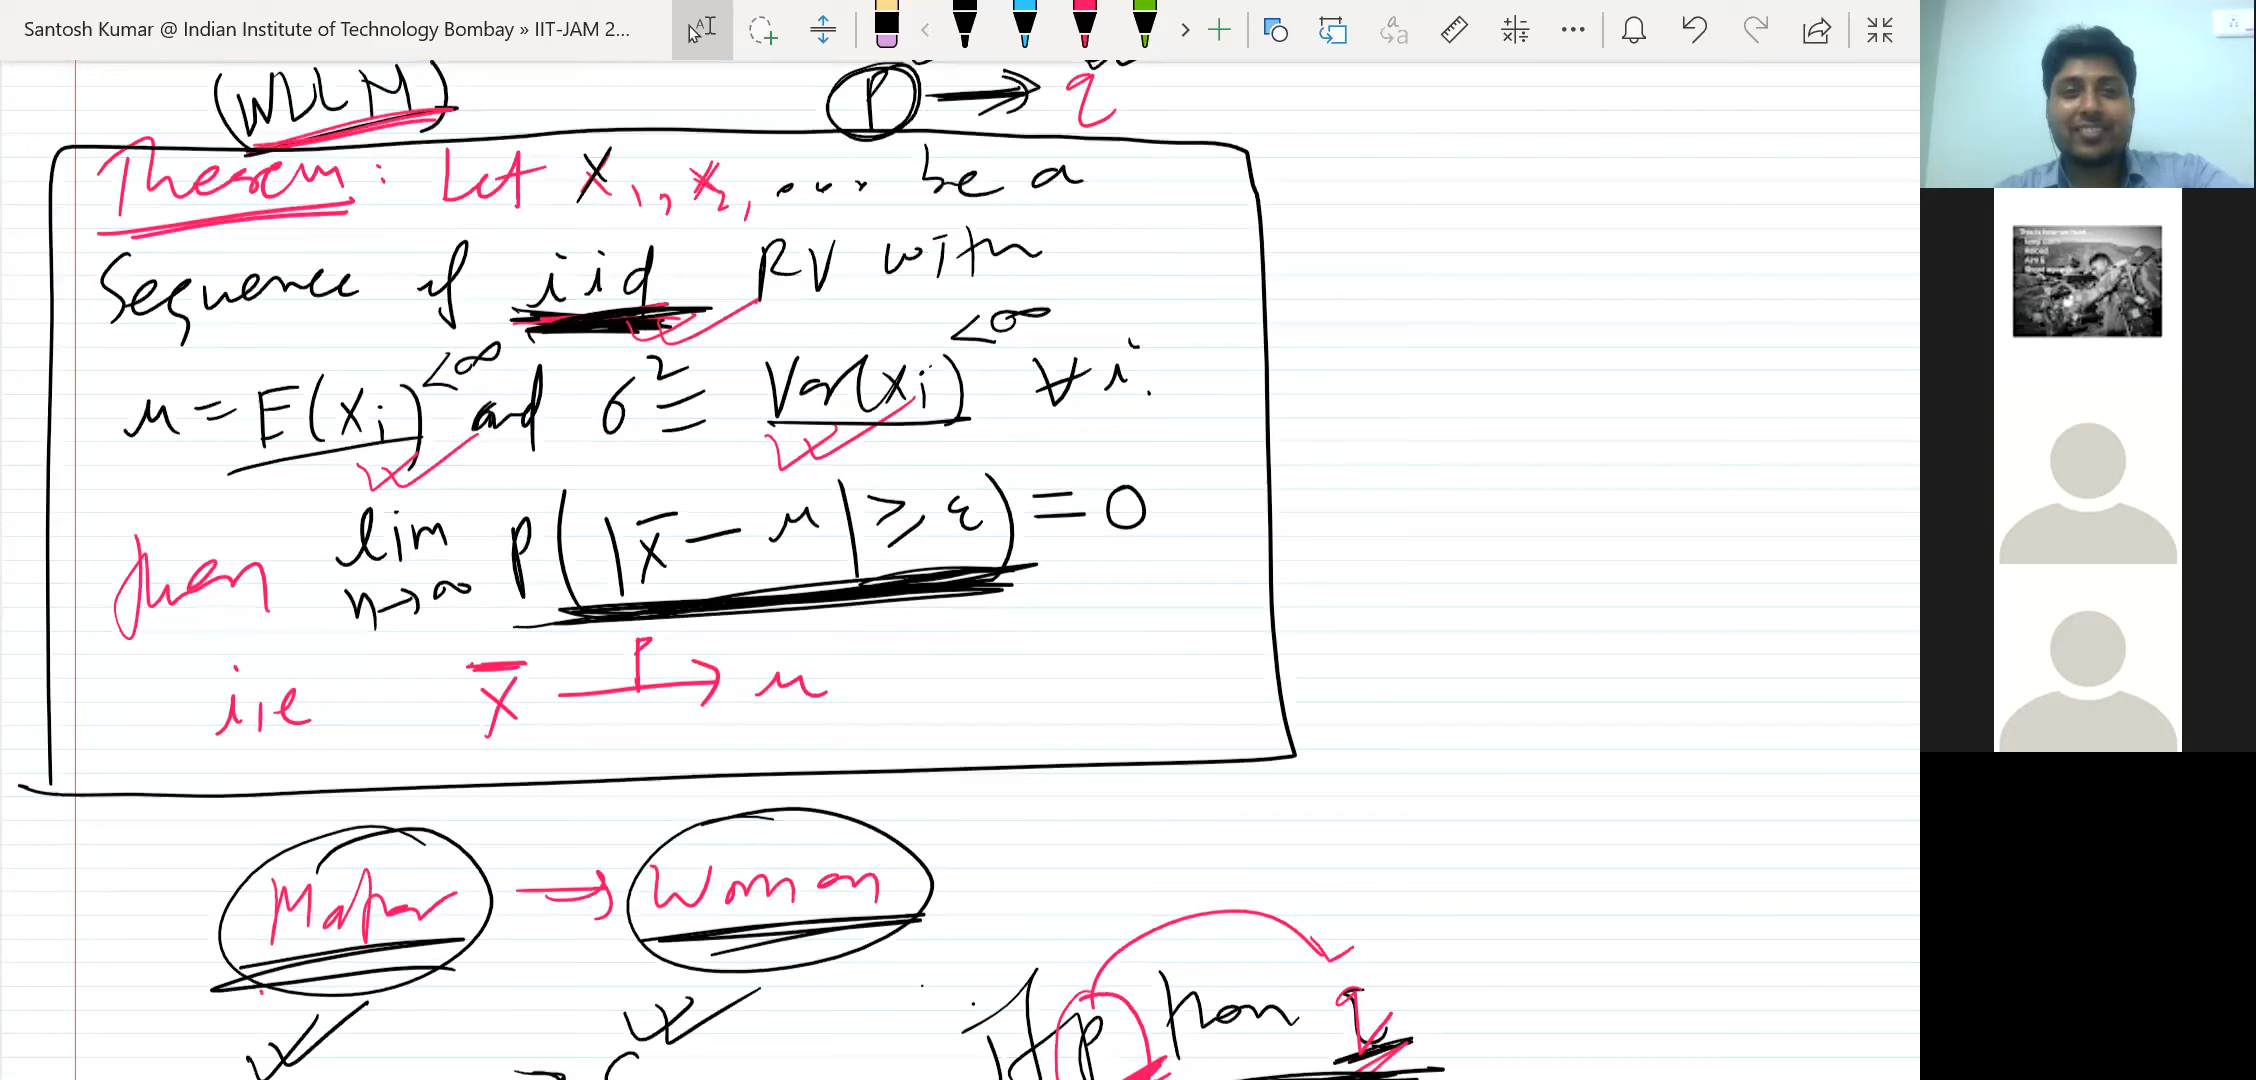 Santosh Kumar @ Indian Institute of Technology Bombay » IIT-JAM 2...
(WLLN)
P → q
Theorem: Let X1, X2, ... be a
Sequence of iid RV with
μ = E(Xi) <∞ and σ² = Var(Xi) <∞ ∀ i.
then lim n→∞ P(|X̄ - μ| ≥ ε) = 0
i.e X̄ →P μ
Mother → Woman
if p then q